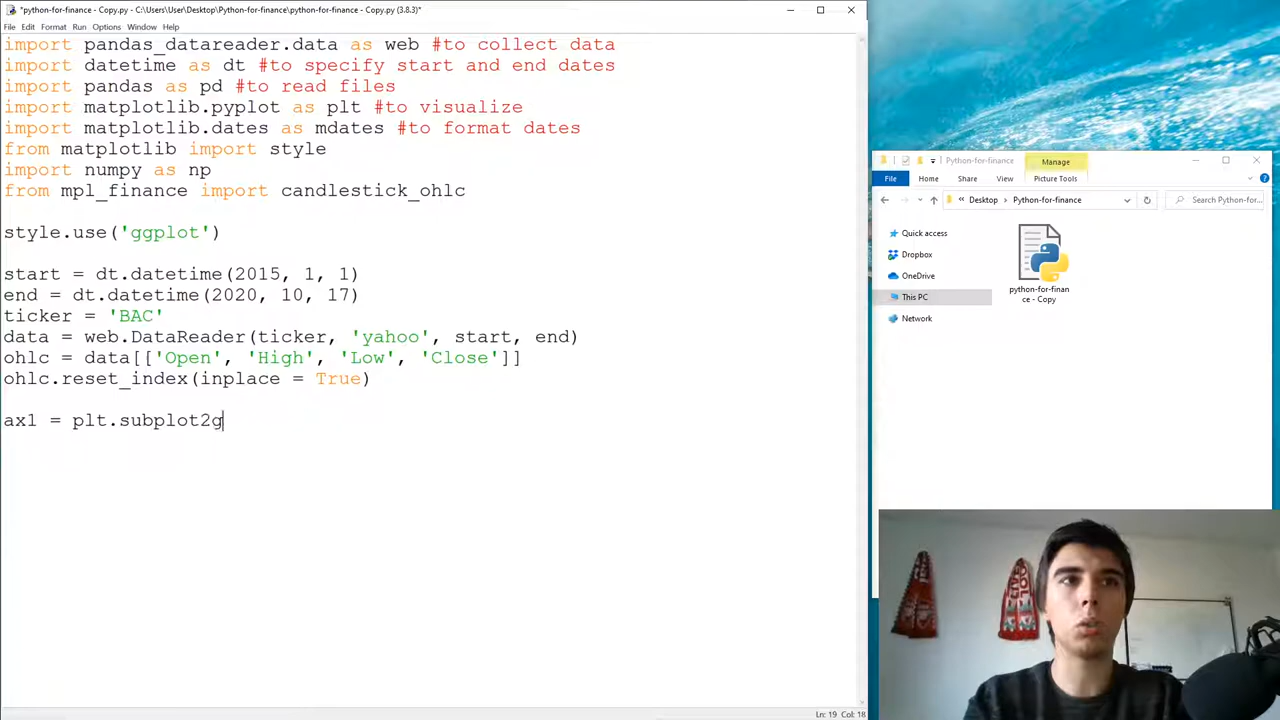 *python-for-finance - Copy.py - C:\Users\User\Desktop\Python-for-finance\python-for-finance - Copy.py (3.8.3)*
File Edit Format Run Options Window Help
import pandas_datareader.data as web #to collect data
import datetime as dt #to specify start and end dates
import pandas as pd #to read files
import matplotlib.pyplot as plt #to visualize
import matplotlib.dates as mdates #to format dates
from matplotlib import style
import numpy as np
from mpl_finance import candlestick_ohlc
style.use('ggplot')
start = dt.datetime(2015, 1, 1)
end = dt.datetime(2020, 10, 17)
ticker = 'BAC'
data = web.DataReader(ticker, 'yahoo', start, end)
ohlc = data[['Open', 'High', 'Low', 'Close']]
ohlc.reset_index(inplace = True)
ax1 = plt.subplot2g
Ln: 19 Col: 18
Python-for-finance
Manage
File Home Share View Picture Tools
« Desktop › Python-for-finance
Search Python-for-...
Quick access
Dropbox
OneDrive
This PC
Network
python-for-finan
ce - Copy